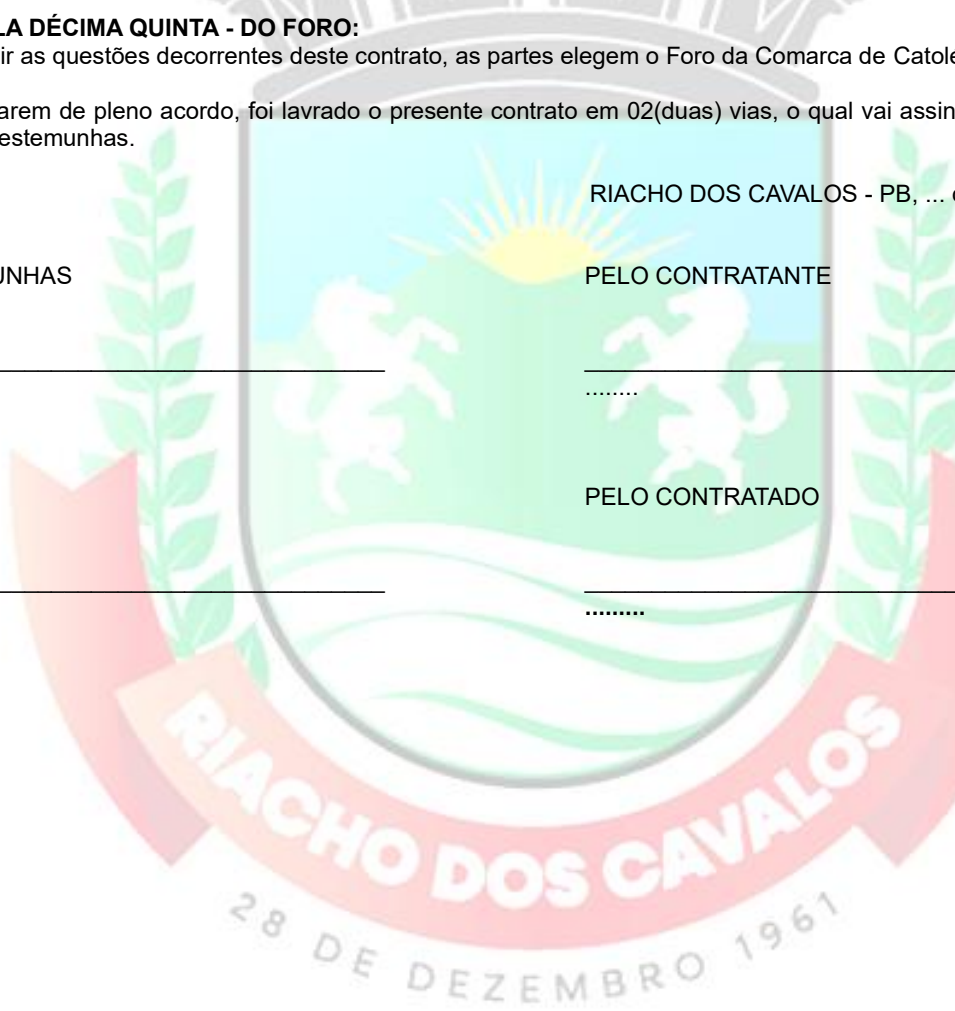 LA DÉCIMA QUINTA - DO FORO:
ir as questões decorrentes deste contrato, as partes elegem o Foro da Comarca de Catol
arem de pleno acordo, foi lavrado o presente contrato em 02(duas) vias, o qual vai assin
estemunhas.
RIACHO DOS CAVALOS - PB, ...
UNHAS
PELO CONTRATANTE
........
PELO CONTRATADO
.........
RIACHO DOS CAVALOS
28 DE DEZEMBRO 1961